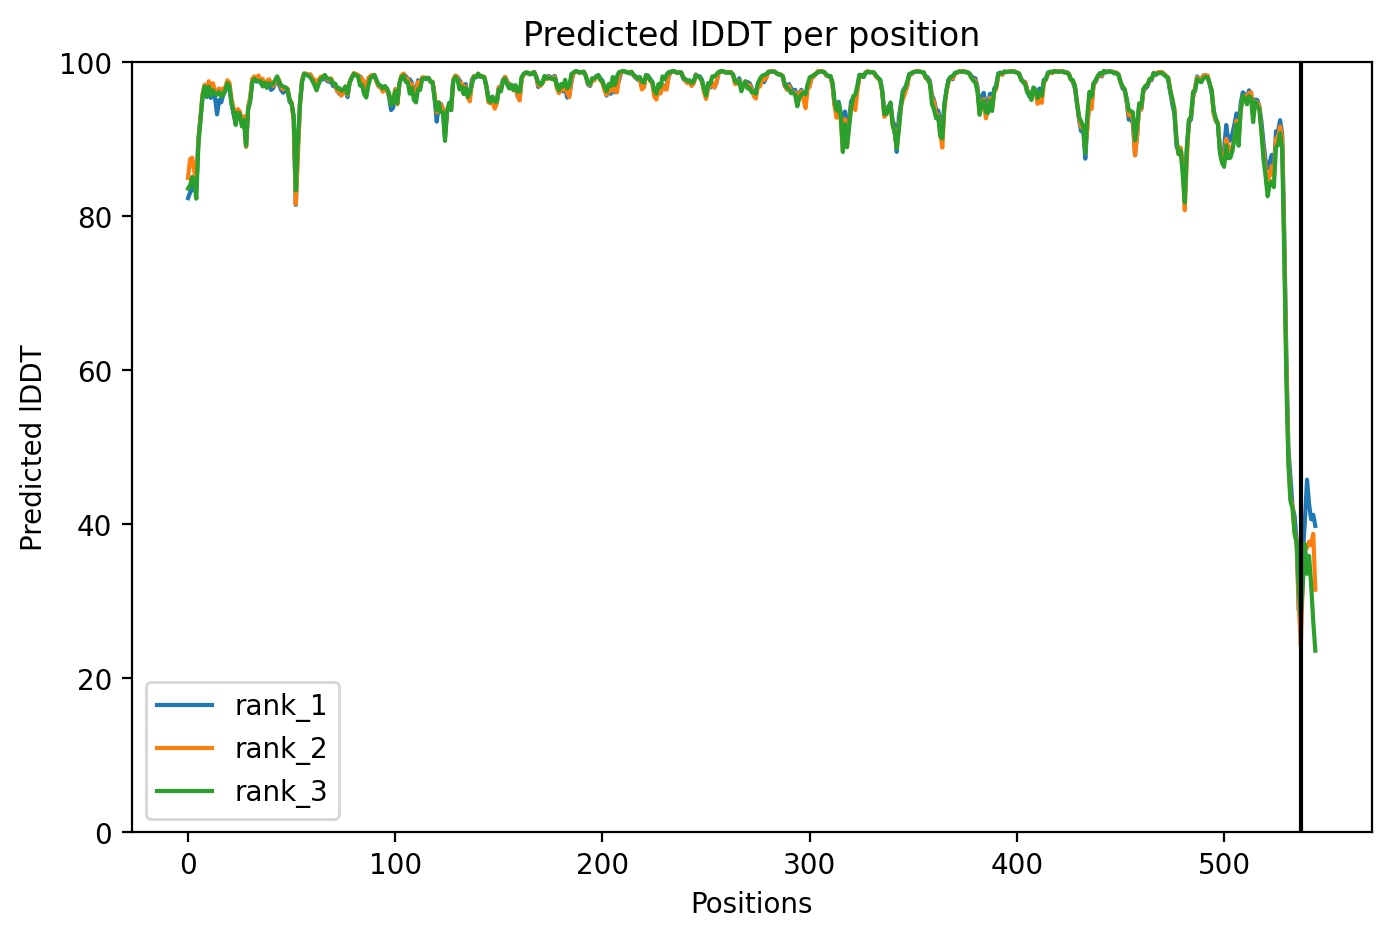 Predicted lDDT per position
100
80
60
40
20
0
Predicted lDDT
rank_1
rank_2
rank_3
0 100 200 300 400 500
Positions